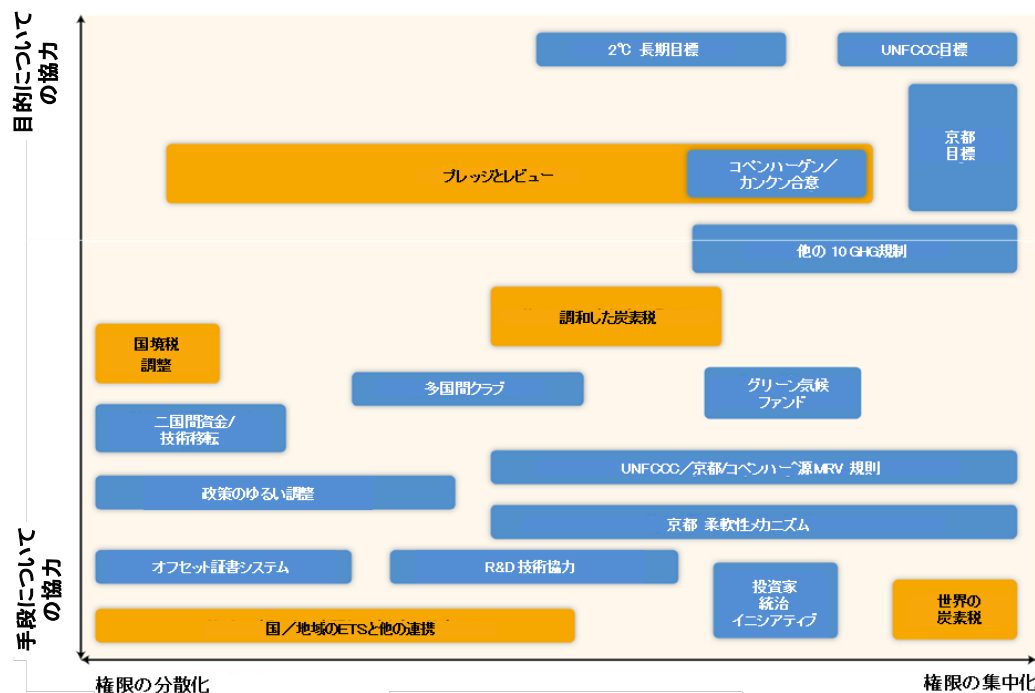 目的について
の協力
2℃ 長期目標
UNFCCC目標
京都
目標
プレッジとレビュー
コペンハーゲン／
カンクン合意
他の 10 GHG規制
調和した炭素税
国境税
調整
多国間クラブ
グリーン気候
ファンド
二国間資金/
技術移転
UNFCCC／京都/コペンハーゲ源MRV 規則
政策のゆるい調整
京都 柔軟性メカニズム
手段について
の協力
オフセット証書システム
R&D 技術協力
投資家
統治
イニシアティブ
世界の
炭素税
国／地域のETSと他の連携
権限の分散化
権限の集中化